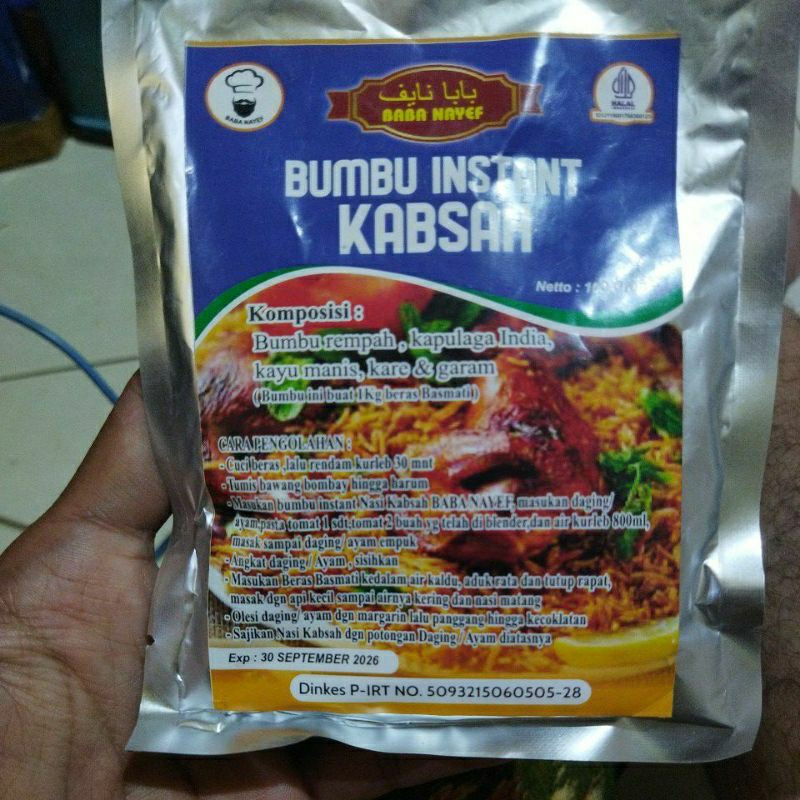 BABA NAYEF
بابا نايف
BABA NAYEF
HALAL
BUMBU INSTANT
KABSAH
Netto :
Komposisi :
Bumbu rempah , kapulaga India,
kayu manis, kare & garam
( Bumbu ini buat 1Kg beras Basmati )
CARA PENGOLAHAN :
- Cuci beras ,lalu rendam kurleb 30 mnt
- Tumis bawang bombay hingga harum
- Masukan bumbu instant Nasi Kabsah BABA NAYEF, masukan daging/
ayam,pasta tomat 1 sdt,tomat 2 buah yg telah di blender,dan air kurleb 800ml,
masak sampai daging/ ayam empuk
- Angkat daging / Ayam , sisihkan
- Masukan Beras Basmati kedalam air kaldu, aduk rata dan tutup rapat,
masak dgn api kecil sampai airnya kering dan nasi matang
- Olesi daging/ ayam dgn margarin lalu panggang hingga kecoklatan
- Sajikan Nasi Kabsah dgn potongan Daging / Ayam diatasnya
Exp : 30 SEPTEMBER 2026
Dinkes P-IRT NO. 5093215060505-28